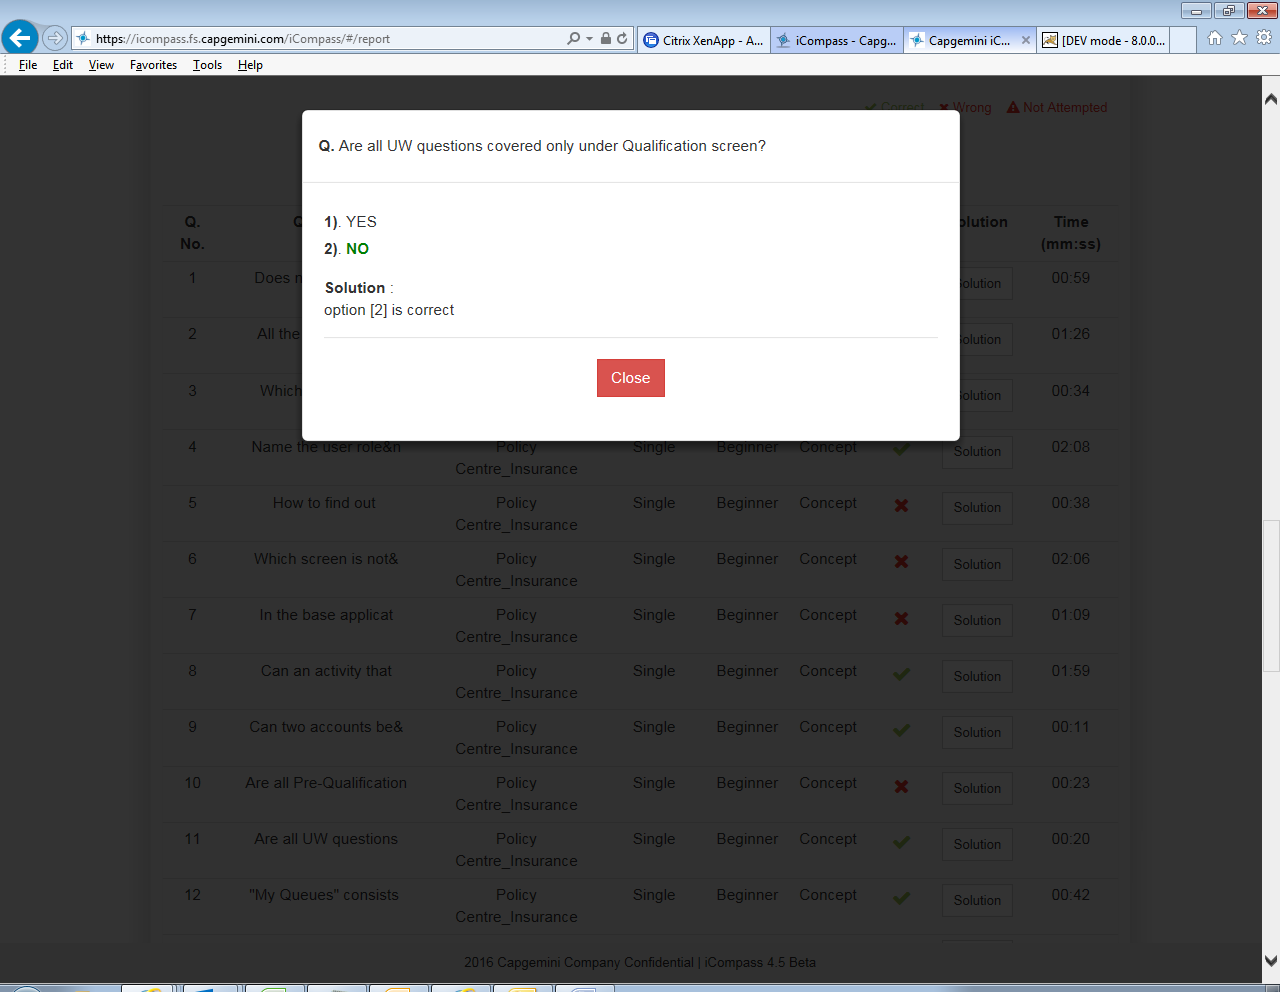 https://icompass.fs.capgemini.com/iCompass/#/report
Citrix XenApp - A...
iCompass - Capg...
Capgemini iC...
[DEV mode - 8.0.0...
File Edit View Favorites Tools Help
Correct Wrong Not Attempted
Q. Are all UW questions covered only under Qualification screen?
1). YES
2). NO
Solution :
option [2] is correct
Close
Q. No. Q Solution Time (mm:ss)
1 Does 00:59
Solution
2 All the 01:26
Solution
3 Which 00:34
Solution
4 Name the user role&n Policy Single Beginner Concept Solution 02:08
Centre_Insurance
5 How to find out Policy Single Beginner Concept Solution 00:38
Centre_Insurance
6 Which screen is not& Policy Single Beginner Concept Solution 02:06
Centre_Insurance
7 In the base applicat Policy Single Beginner Concept Solution 01:09
Centre_Insurance
8 Can an activity that Policy Single Beginner Concept Solution 01:59
Centre_Insurance
9 Can two accounts be& Policy Single Beginner Concept Solution 00:11
Centre_Insurance
10 Are all Pre-Qualification Policy Single Beginner Concept Solution 00:23
Centre_Insurance
11 Are all UW questions Policy Single Beginner Concept Solution 00:20
Centre_Insurance
12 "My Queues" consists Policy Single Beginner Concept Solution 00:42
Centre_Insurance
2016 Capgemini Company Confidential | iCompass 4.5 Beta